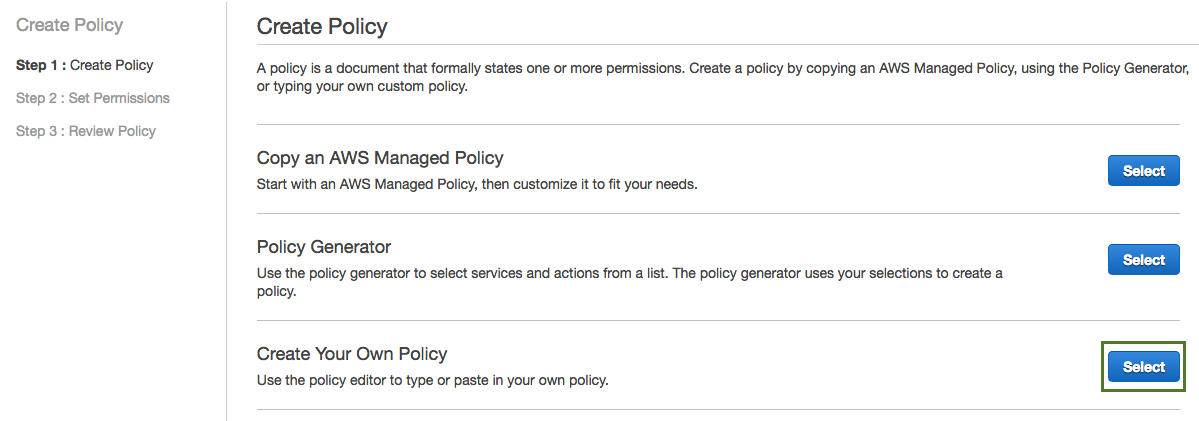 Create Policy
Step 1 : Create Policy
Step 2 : Set Permissions
Step 3 : Review Policy
Create Policy
A policy is a document that formally states one or more permissions. Create a policy by copying an AWS Managed Policy, using the Policy Generator,
or typing your own custom policy.
Copy an AWS Managed Policy
Start with an AWS Managed Policy, then customize it to fit your needs.
Select
Policy Generator
Use the policy generator to select services and actions from a list. The policy generator uses your selections to create a
policy.
Select
Create Your Own Policy
Use the policy editor to type or paste in your own policy.
Select